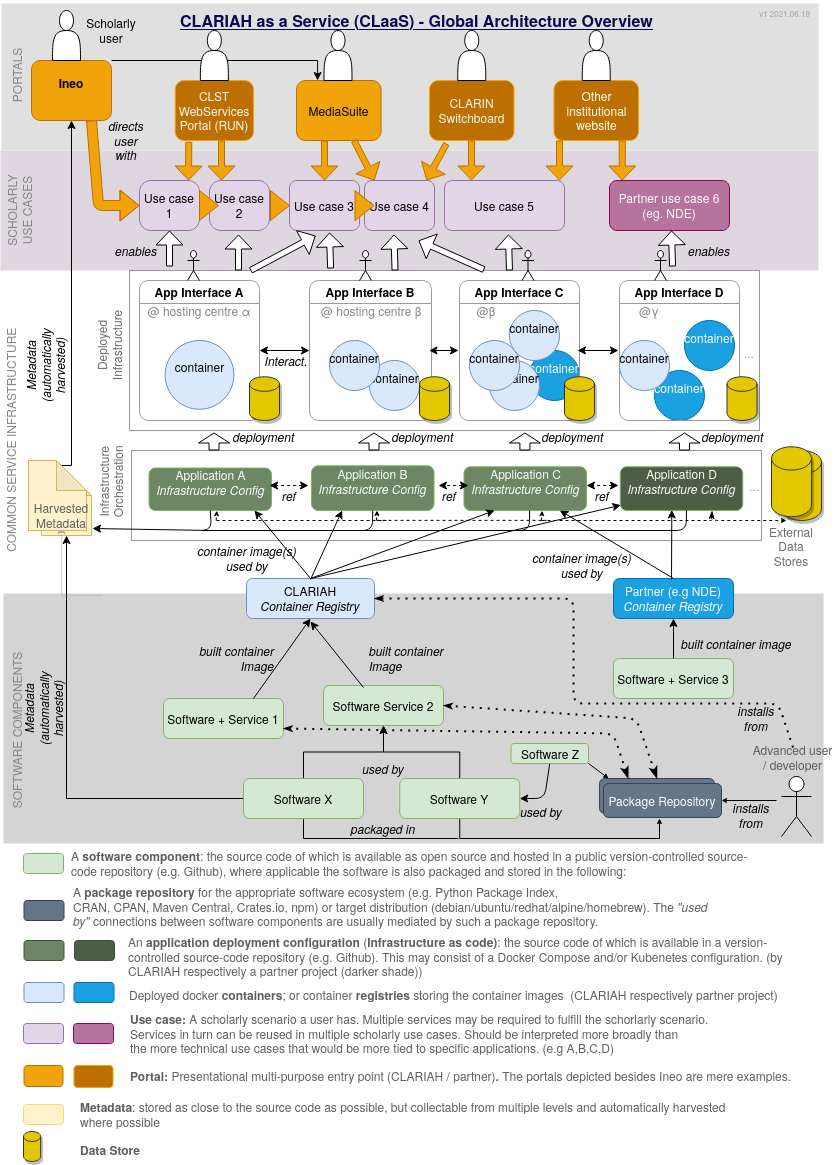 CLARIAH as a Service (CLaaS) - Global Architecture Overview
v1 2021.06.19
Scholarly
user
PORTALS
Ineo
CLST
WebServices
Portal (RUN)
MediaSuite
CLARIN
Switchboard
Other
institutional
website
directs
user
with
SCHOLARLY
USE CASES
Use case
1
Use case
2
Use case 3
Use case 4
Use case 5
Partner use case 6
(eg. NDE)
enables
enables
COMMON SERVICE INFRASTRUCTURE
Metadata
(automatically
harvested)
Deployed
Infrastructure
App Interface A
@ hosting centre α
container
Interact.
App Interface B
@ hosting centre β
container
container
App Interface C
@β
container
container
container
container
App Interface D
@γ
container
container
container
...
deployment
deployment
deployment
deployment
Infrastructure
Orchestration
Application A
Infrastructure Config
ref
Application B
Infrastructure Config
ref
Application C
Infrastructure Config
ref
Application D
Infrastructure Config
...
Harvested
Metadata
External
Data
Stores
container image(s)
used by
container image(s)
used by
CLARIAH
Container Registry
Partner (e.g NDE)
Container Registry
SOFTWARE COMPONENTS
Metadata
(automatically
harvested)
built container
Image
built container
Image
built container image
Software + Service 1
Software Service 2
Software + Service 3
installs
from
Advanced user
/ developer
used by
Software Z
Software X
Software Y
used by
Package Repository
installs
from
packaged in
A software component: the source code of which is available as open source and hosted in a public version-controlled source-
code repository (e.g. Github), where applicable the software is also packaged and stored in the following:
A package repository for the appropriate software ecosystem (e.g. Python Package Index,
CRAN, CPAN, Maven Central, Crates.io, npm) or target distribution (debian/ubuntu/redhat/alpine/homebrew). The "used
by" connections between software components are usually mediated by such a package repository.
An application deployment configuration (Infrastructure as code): the source code of which is available in a version-
controlled source-code repository (e.g. Github). This may consist of a Docker Compose and/or Kubenetes configuration. (by
CLARIAH respectively a partner project (darker shade))
Deployed docker containers; or container registries storing the container images (CLARIAH respectively partner project)
Use case: A scholarly scenario a user has. Multiple services may be required to fulfill the schorlarly scenario.
Services in turn can be reused in multiple scholarly use cases. Should be interpreted more broadly than
the more technical use cases that would be more tied to specific applications. (e.g A,B,C,D)
Portal: Presentational multi-purpose entry point (CLARIAH / partner). The portals depicted besides Ineo are mere examples.
Metadata: stored as close to the source code as possible, but collectable from multiple levels and automatically harvested
where possible
Data Store